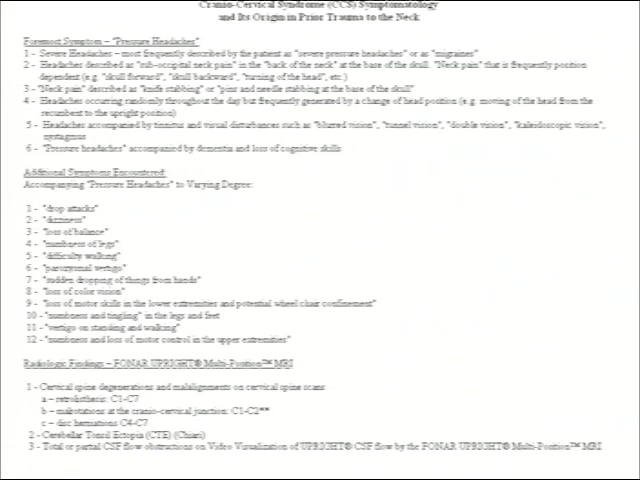 Cranio-Cervical Syndrome (CCS) Symptomatology
and Its Origin in Prior Trauma to the Neck
Foremost Symptom – "Pressure Headaches"
1 - Severe Headaches – most frequently described by the patient as "severe pressure headaches" or as "migraines"
2 - Headaches described as "sub-occipital neck pain" in the "back of the neck" at the base of the skull. "Neck pain" that is frequently position
dependent (e.g. "skull forward", "skull backward", "turning of the head", etc.)
3 - "Neck pain" described as "knife stabbing" or "pins and needle stabbing at the base of the skull"
4 - Headaches occurring randomly throughout the day but frequently generated by a change of head position (e.g. moving of the head from the
recumbent to the upright position)
5 - Headaches accompanied by tinnitus and visual disturbances such as "blurred vision", "tunnel vision", "double vision", "kaleidoscopic vision",
nystagmus
6 - "Pressure headaches" accompanied by dementia and loss of cognitive skills
Additional Symptoms Encountered
Accompanying "Pressure Headaches" to Varying Degree:
1 - "drop attacks"
2 - "dizziness"
3 - "loss of balance"
4 - "numbness of legs"
5 - "difficulty walking"
6 - "paroxysmal vertigo"
7 - "sudden dropping of things from hands"
8 - "loss of color vision"
9 - "loss of motor skills in the lower extremities and potential wheel chair confinement"
10 - "numbness and tingling" in the legs and feet
11 - "vertigo on standing and walking"
12 - "numbness and loss of motor control in the upper extremities"
Radiologic Findings – FONAR UPRIGHT® Multi-Position™ MRI
1 - Cervical spine degenerations and malalignments on cervical spine scans
a – retrolisthesis: C1-C7
b – malrotations at the cranio-cervical junction: C1-C2**
c – disc herniations C4-C7
2 - Cerebellar Tonsil Ectopia (CTE) (Chiari)
3 - Total or partial CSF flow obstructions on Video Visualization of UPRIGHT® CSF flow by the FONAR UPRIGHT® Multi-Position™ MRI